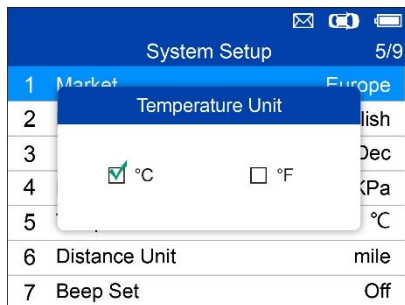 System Setup 5/9
1 Market Europe
Temperature Unit
2 lish
3 Dec
°C °F
4 KPa
5 °C
6 Distance Unit mile
7 Beep Set Off